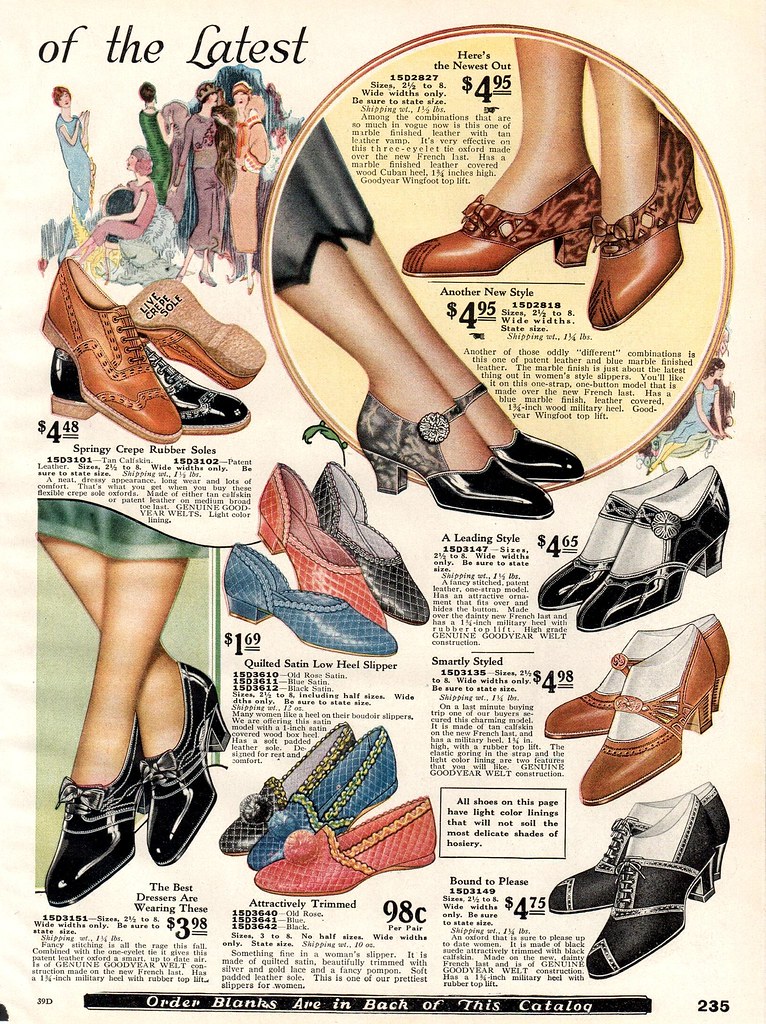 of the Latest
Here's
the Newest Out
15D2827
Sizes, 2½ to 8.
Wide widths only.
Be sure to state size.
$4.95
Shipping wt., 1½ lbs.
Among the combinations that are
so much in vogue now is this one of
marble finished leather with tan
leather vamp. It's very effective on
this three-eyelet tie oxford made
over the new French last. Has a
marble finished leather covered
wood Cuban heel, 1¾ inches high.
Goodyear Wingfoot top lift.
Another New Style
$4.95
15D2818
Sizes, 2½ to 8.
Wide widths.
State size.
Shipping wt., 1¼ lbs.
Another of those oddly "different" combinations is
this one of patent leather and blue marble finished
leather. The marble finish is just about the latest
thing out in women's style slippers. You'll like
it on this one-strap, one-button model that is
made over the new French last. Has a
blue marble finish, leather covered,
1¾-inch wood military heel. Good-
year Wingfoot top lift.
LIVE
CREPE
SOLE
$4.48
Springy Crepe Rubber Soles
15D3101—Tan Calfskin. 15D3102—Patent
Leather. Sizes, 2½ to 8. Wide widths only. Be
sure to state size. Shipping wt., 1½ lbs.
A neat, dressy appearance, long wear and lots of
comfort. That's what you get when you buy these
flexible crepe sole oxfords. Made of either tan calfskin
or patent leather on medium broad
toe last. GENUINE GOOD-
YEAR WELTS. Light color
lining.
A Leading Style
15D3147—Sizes,
2½ to 8. Wide widths
only. Be sure to state
size.
$4.65
Shipping wt., 1½ lbs.
A fancy stitched, patent
leather, one-strap model.
Has an attractive orna-
ment that fits over and
hides the button. Made
over the dainty new French last and
has a 1¾-inch military heel with
rubber top lift. High grade
GENUINE GOODYEAR WELT
construction.
$1.69
Quilted Satin Low Heel Slipper
15D3610—Old Rose Satin.
15D3611—Blue Satin.
15D3612—Black Satin.
Sizes, 2½ to 8, including half sizes. Wide
widths only. Be sure to state size.
Shipping wt., 12 oz.
Many women like a heel on their boudoir slippers.
We are offering this satin
model with a 1-inch satin
covered wood box heel.
Has a soft padded
leather sole. De-
signed for rest and
comfort.
Smartly Styled
15D3135—Sizes, 2½
to 8. Wide widths only.
Be sure to state size.
$4.98
Shipping wt., 1¼ lbs.
On a last minute buying
trip one of our buyers se-
cured this charming model.
It is made of tan calfskin
on the new French last, and
has a military heel, 1¾ in.
high, with a rubber top lift. The
elastic goring in the strap and the
light color lining are two features
that you will like. GENUINE
GOODYEAR WELT construction.
All shoes on this page
have light color linings
that will not soil the
most delicate shades of
hosiery.
The Best
Dressers Are
Wearing These
15D3151—Sizes, 2½ to 8.
Wide widths only. Be sure to
state size.
$3.98
Shipping wt., 1¼ lbs.
Fancy stitching is all the rage this fall.
Combined with the one-eyelet tie it gives this
patent leather oxford a smart, up to date air.
Is of GENUINE GOODYEAR WELT con-
struction made on the new French last. Has
a 1¾-inch military heel with rubber top lift.
Attractively Trimmed
15D3640—Old Rose.
15D3641—Blue.
15D3642—Black.
98c
Per Pair
Sizes, 3 to 8. No half sizes. Wide widths
only. State size. Shipping wt., 10 oz.
Something fine in a woman's slipper. It is
made of quilted satin, beautifully trimmed with
silver and gold lace and a fancy pompon. Soft
padded leather sole. This is one of our prettiest
slippers for women.
Bound to Please
15D3149
Sizes, 2½ to 8.
Wide widths only.
Be sure to state
size.
$4.75
Shipping wt., 1¼ lbs.
An oxford that is sure to please up
to date women. It is made of black
suede attractively trimmed with black
calfskin. Made on the new, dainty
French last and is of GENUINE
GOODYEAR WELT construction.
Has a 1¾-inch military heel with
rubber top lift.
39D
Order Blanks Are in Back of This Catalog
235